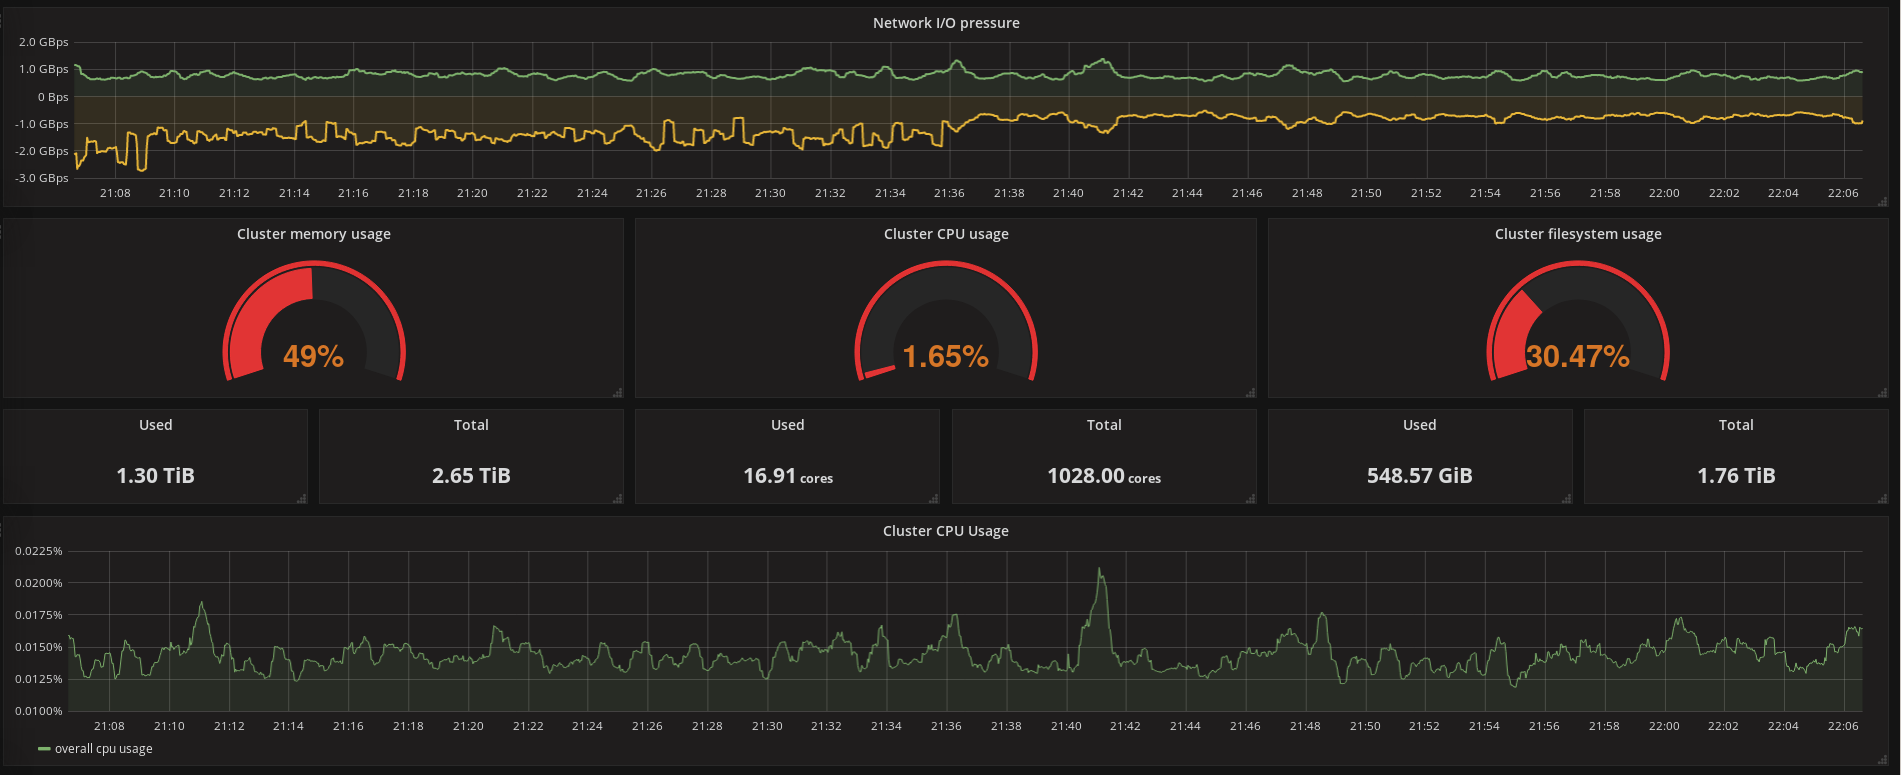 Network I/O pressure
2.0 GBps
1.0 GBps
0 Bps
-1.0 GBps
-2.0 GBps
-3.0 GBps
21:08 21:10 21:12 21:14 21:16 21:18 21:20 21:22 21:24 21:26 21:28 21:30 21:32 21:34 21:36 21:38 21:40 21:42 21:44 21:46 21:48 21:50 21:52 21:54 21:56 21:58 22:00 22:02 22:04 22:06
Cluster memory usage Cluster CPU usage Cluster filesystem usage
49% 1.65% 30.47%
Used Total Used Total Used Total
1.30 TiB 2.65 TiB 16.91 cores 1028.00 cores 548.57 GiB 1.76 TiB
Cluster CPU Usage
0.0225%
0.0200%
0.0175%
0.0150%
0.0125%
0.0100%
21:08 21:10 21:12 21:14 21:16 21:18 21:20 21:22 21:24 21:26 21:28 21:30 21:32 21:34 21:36 21:38 21:40 21:42 21:44 21:46 21:48 21:50 21:52 21:54 21:56 21:58 22:00 22:02 22:04 22:06
overall cpu usage